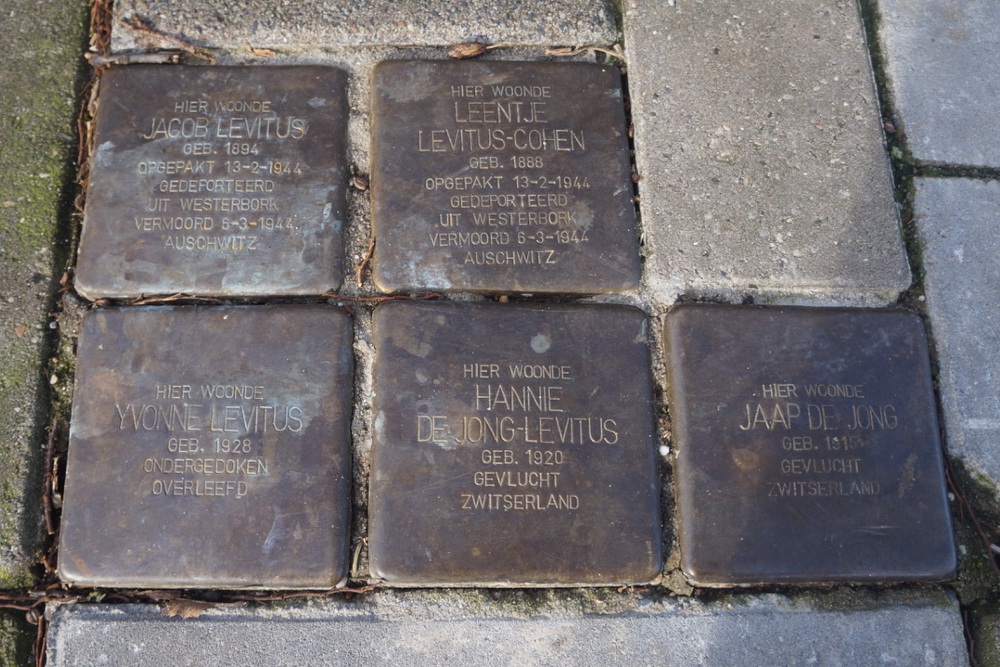 HIER WOONDE
JACOB LEVITUS
GEB. 1894
OPGEPAKT 13-2-1944
GEDEPORTEERD
UIT WESTERBORK
VERMOORD 6-3-1944
AUSCHWITZ
HIER WOONDE
LEENTJE
LEVITUS-COHEN
GEB. 1888
OPGEPAKT 13-2-1944
GEDEPORTEERD
UIT WESTERBORK
VERMOORD 6-3-1944
AUSCHWITZ
HIER WOONDE
YVONNE LEVITUS
GEB. 1928
ONDERGEDOKEN
OVERLEEFD
HIER WOONDE
HANNIE
DE JONG-LEVITUS
GEB. 1920
GEVLUCHT
ZWITSERLAND
HIER WOONDE
JAAP DE JONG
GEB.
GEVLUCHT
ZWITSERLAND